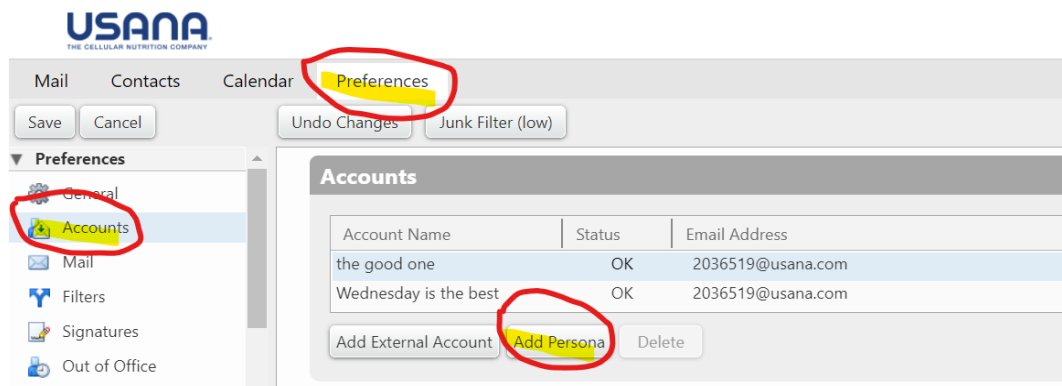 USANA
THE CELLULAR NUTRITION COMPANY
Mail Contacts Calendar Preferences
Save Cancel Undo Changes Junk Filter (low)
Preferences
General
Accounts
Mail
Filters
Signatures
Out of Office
Accounts
Account Name Status Email Address
the good one OK 2036519@usana.com
Wednesday is the best OK 2036519@usana.com
Add External Account Add Persona Delete